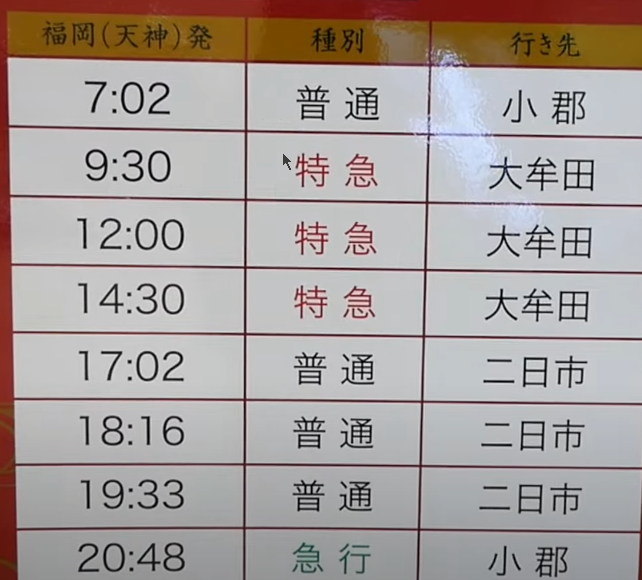 福岡(天神)発 種別 行き先
7:02 普通 小郡
9:30 特急 大牟田
12:00 特急 大牟田
14:30 特急 大牟田
17:02 普通 二日市
18:16 普通 二日市
19:33 普通 二日市
20:48 急行 小郡